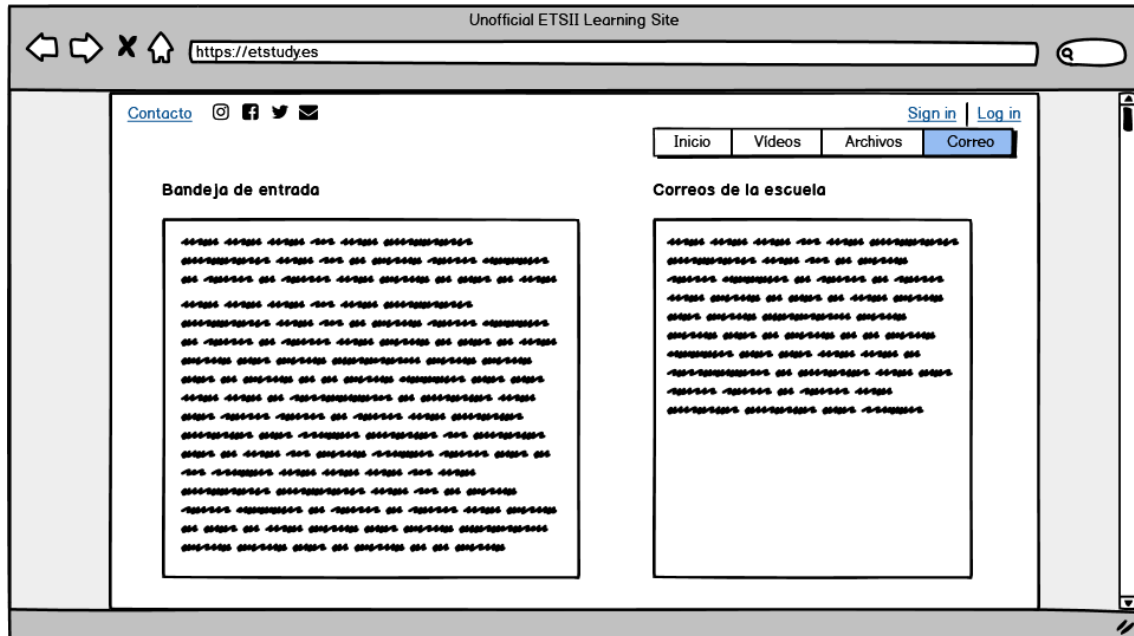 Unofficial ETSII Learning Site
https://etstudy.es
Contacto
Sign in | Log in
Inicio Vídeos Archivos Correo
Bandeja de entrada Correos de la escuela